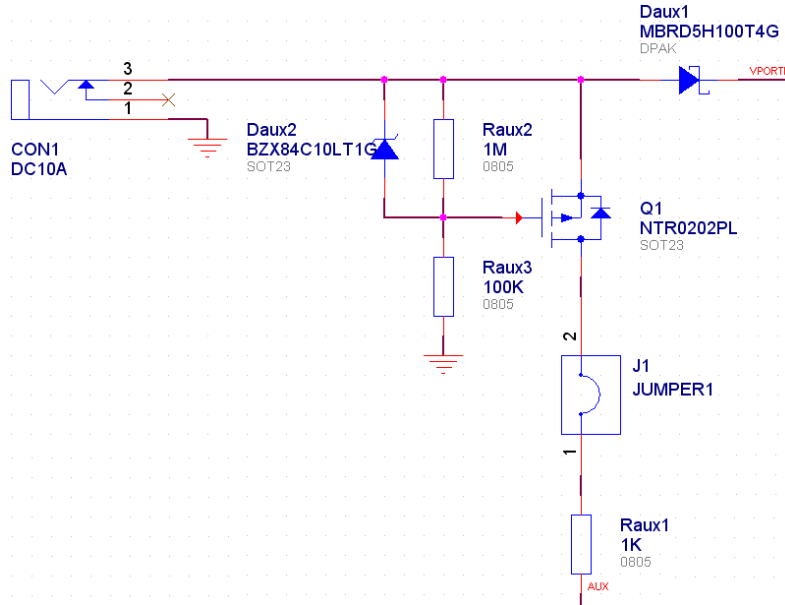 Daux1
MBRD5H100T4G
DPAK
3
2
1
CON1
DC10A
Daux2
BZX84C10LT1G
SOT23
Raux2
1M
0805
Q1
NTR0202PL
SOT23
Raux3
100K
0805
2
J1
JUMPER1
1
Raux1
1K
0805
AUX